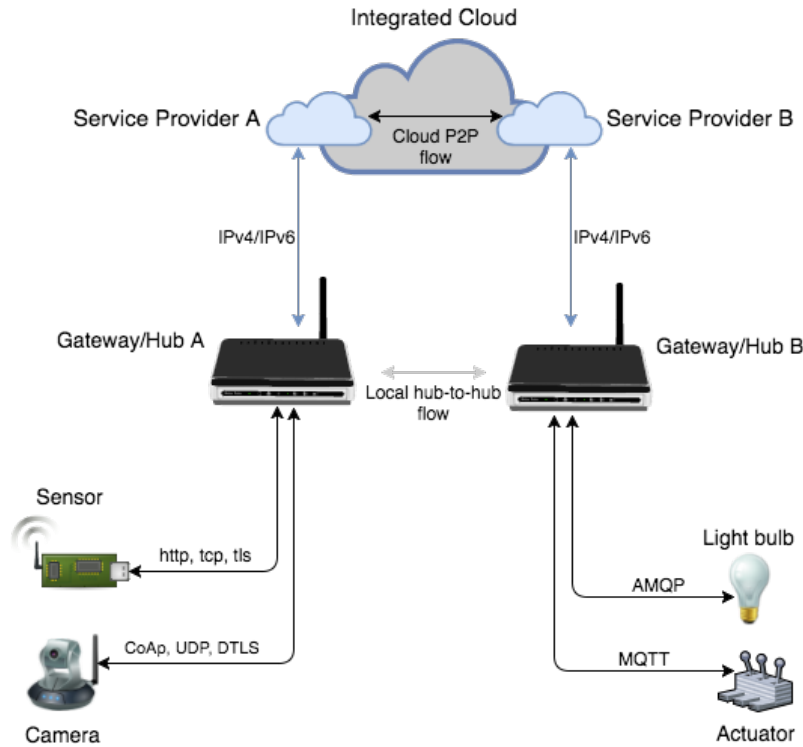 Integrated Cloud
Service Provider A
Service Provider B
Cloud P2P
flow
IPv4/IPv6
IPv4/IPv6
Gateway/Hub A
Gateway/Hub B
Local hub-to-hub
flow
Sensor
http, tcp, tls
Light bulb
AMQP
CoAp, UDP, DTLS
MQTT
Camera
Actuator